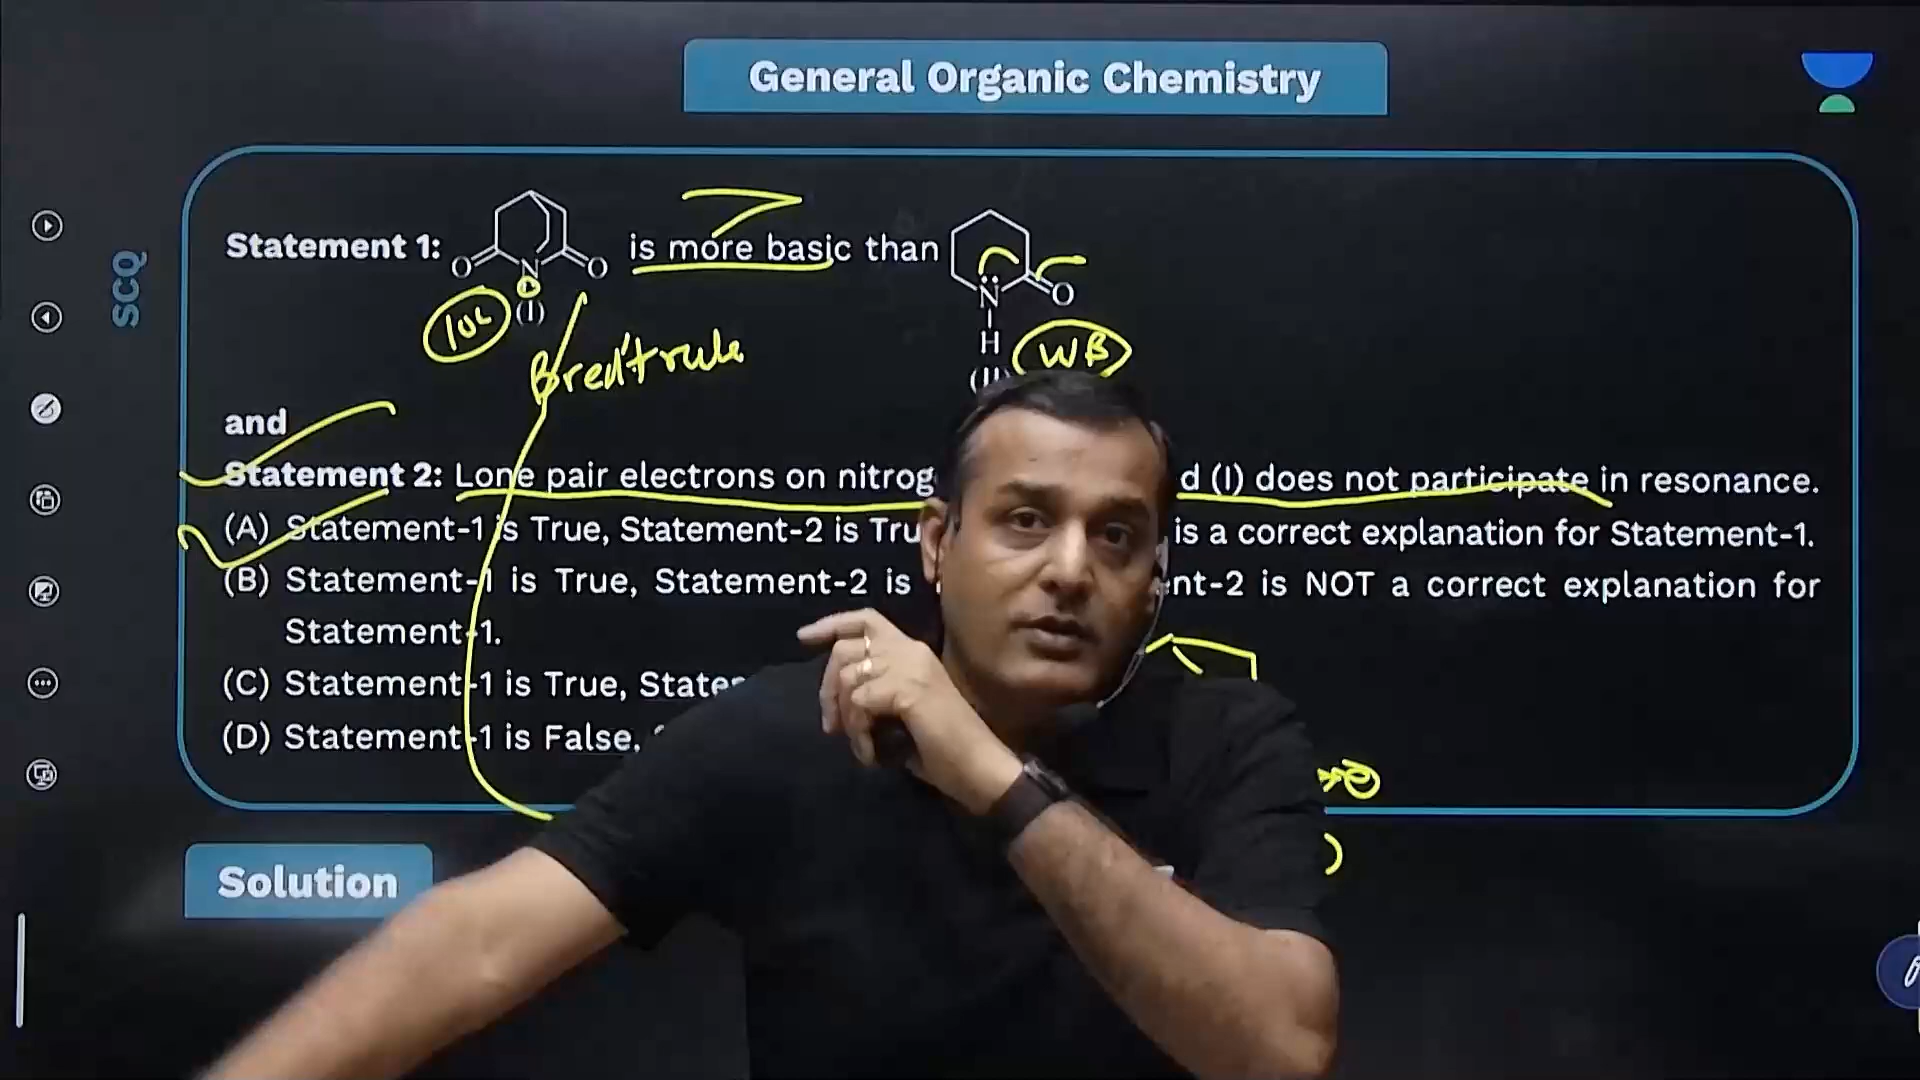 General Organic Chemistry
SCQ
Statement 1:
is more basic than
O
N
O
N
O
H
(I)
WB
Bred't rule
and
Statement 2: Lone pair electrons on nitrog d (I) does not participate in resonance.
(A) Statement-1 is True, Statement-2 is Tru is a correct explanation for Statement-1.
(B) Statement-1 is True, Statement-2 is nt-2 is NOT a correct explanation for
Statement-1.
(C) Statement-1 is True, State
(D) Statement-1 is False,
Solution